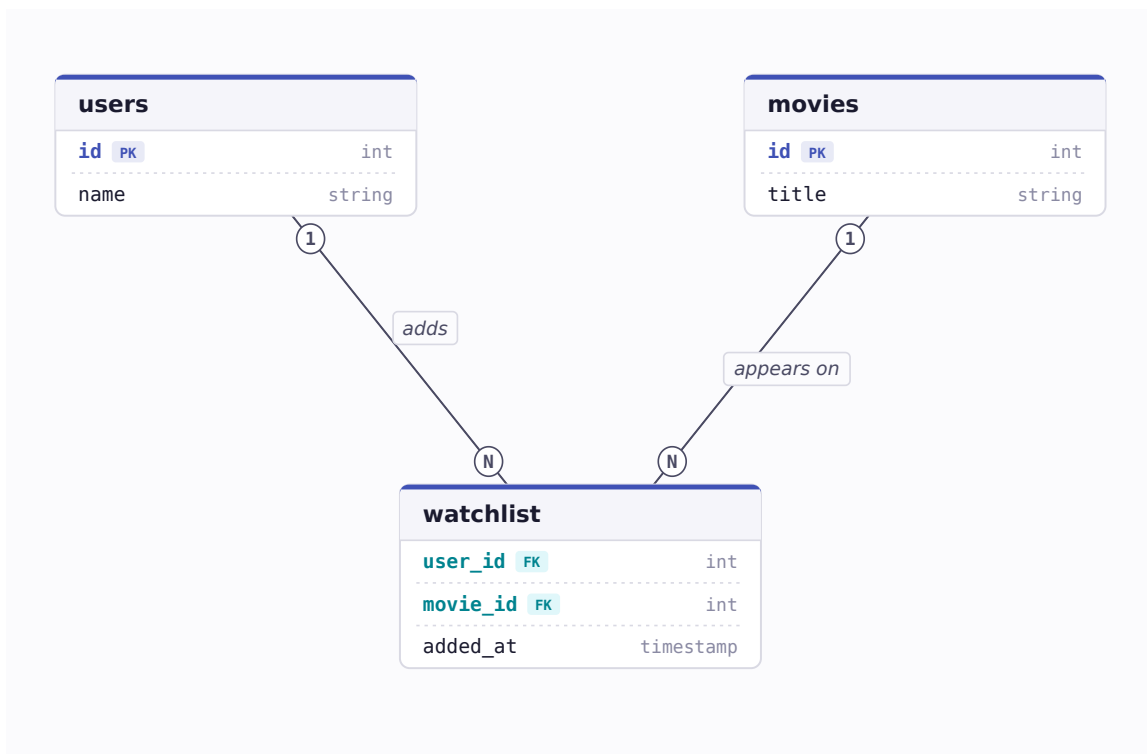 users
id PK int
name string
movies
id PK int
title string
1
1
adds
appears on
N
N
watchlist
user_id FK int
movie_id FK int
added_at timestamp